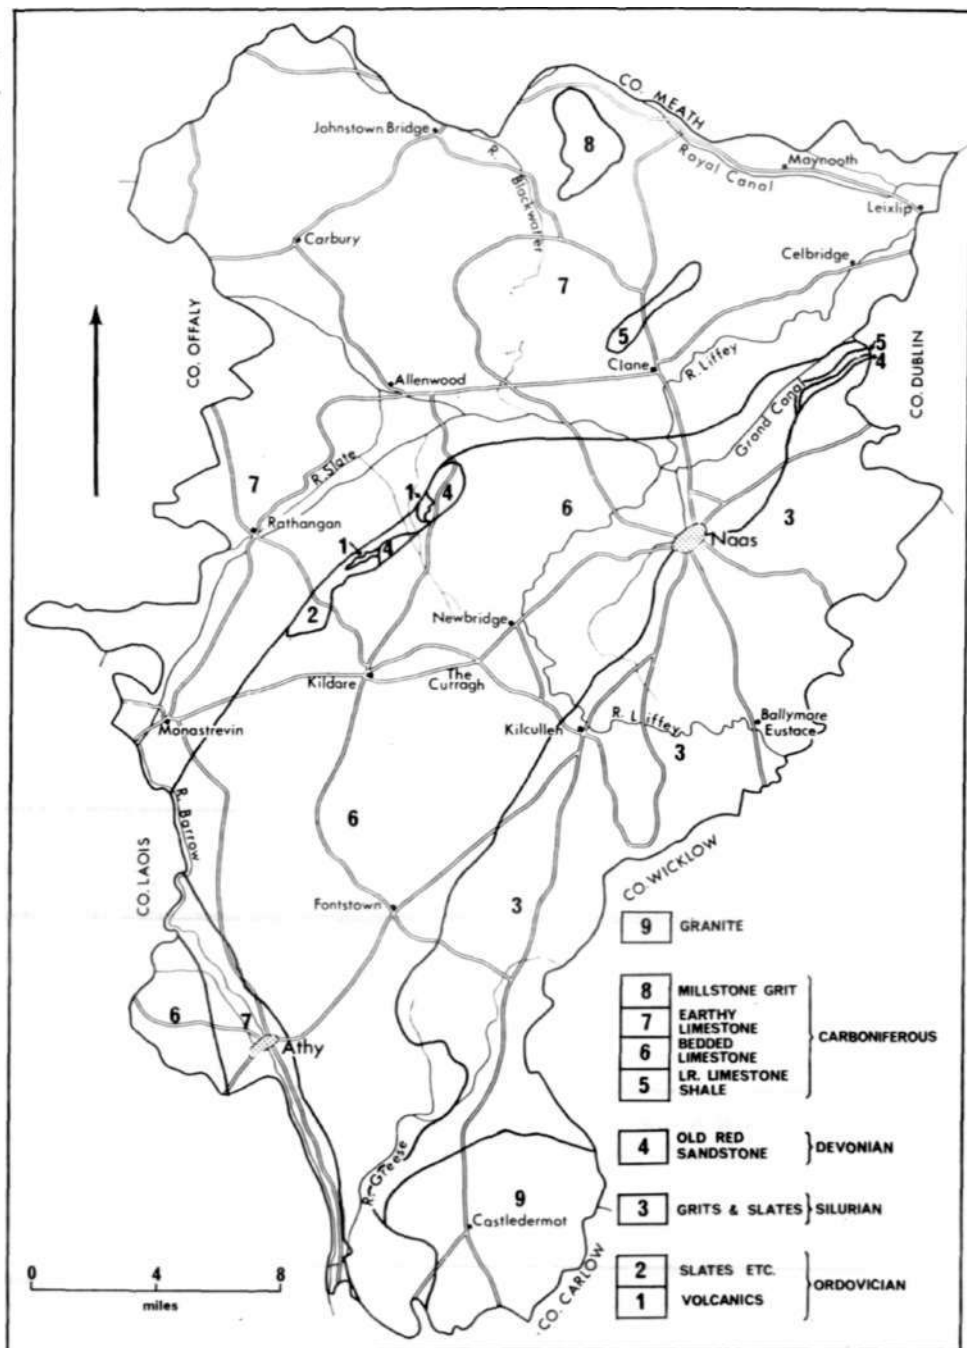 CO. MEATH
Johnstown Bridge
8
R. Blackwater
Royal Canal
Maynooth
Leixlip
Carbury
Celbridge
7
CO. OFFALY
5
Clane
R. Liffey
5
4
CO. DUBLIN
Allenwood
Grand Canal
R. Slate
7
1
4
6
3
Rathangan
Naas
1
4
2
Newbridge
Kildare
The
Curragh
Monastrevin
Kilcullen
R. Liffey
Ballymore
Eustace
3
R. Barrow
6
CO. LAOIS
CO. WICKLOW
Fontstown
3
6
7
Athy
R. Greese
9
Castledermot
CO. CARLOW
0 4 8
miles
9 GRANITE
8 MILLSTONE GRIT
7 EARTHY
LIMESTONE
6 BEDDED
LIMESTONE
5 LR. LIMESTONE
SHALE
CARBONIFEROUS
4 OLD RED
SANDSTONE
DEVONIAN
3 GRITS & SLATES SILURIAN
2 SLATES ETC.
1 VOLCANICS
ORDOVICIAN